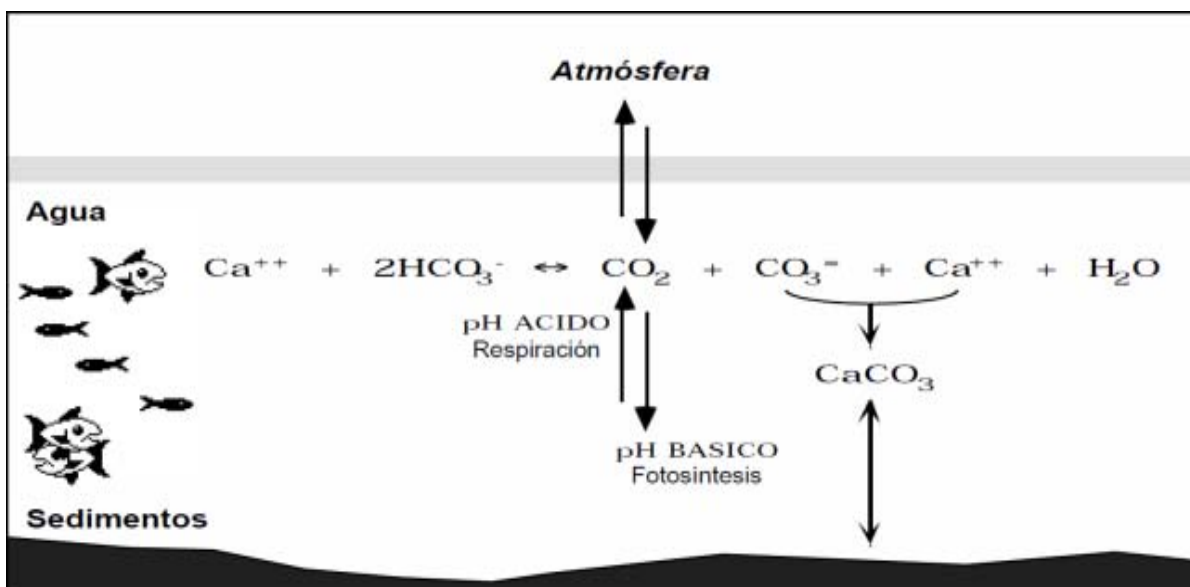 Atmósfera
Agua
Ca⁺⁺ + 2HCO₃⁻ ↔ CO₂ + CO₃⁼ + Ca⁺⁺ + H₂O
pH ACIDO
Respiración
CaCO₃
pH BASICO
Fotosintesis
Sedimentos